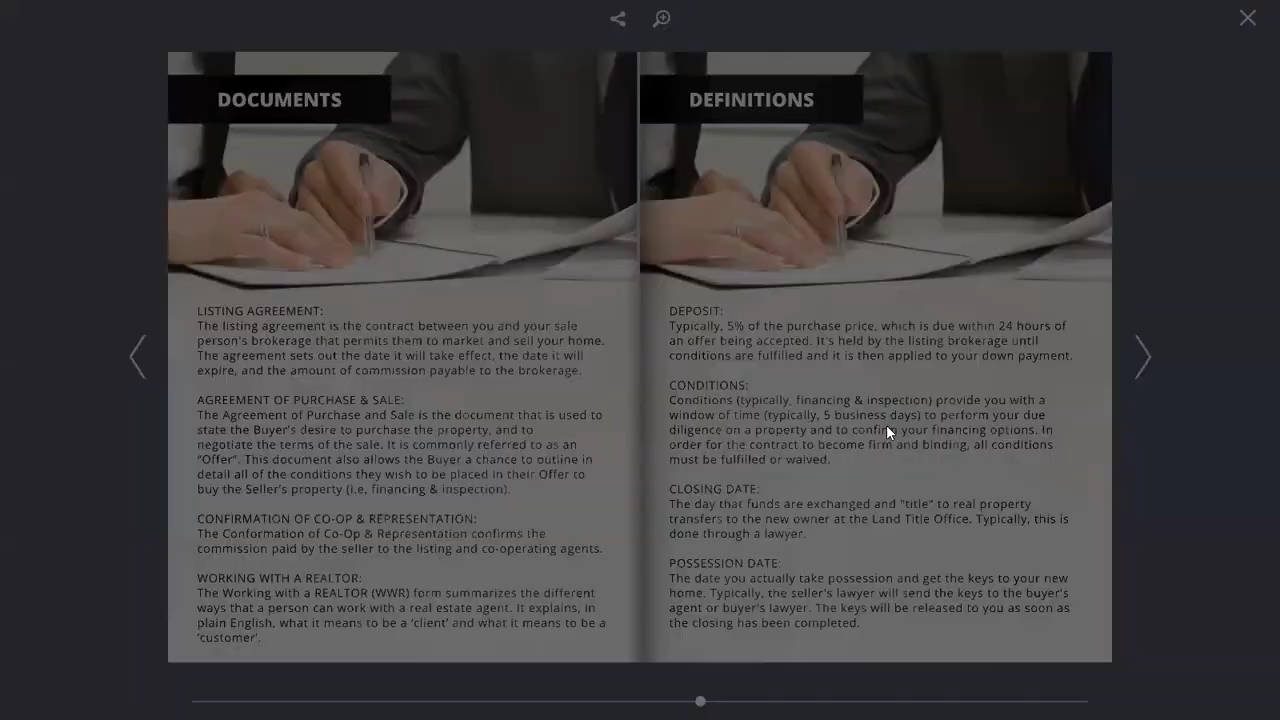 DOCUMENTS
LISTING AGREEMENT:
The listing agreement is the contract between you and your sale
person's brokerage that permits them to market and sell your home.
The agreement sets out the date it will take effect, the date it will
expire, and the amount of commission payable to the brokerage.
AGREEMENT OF PURCHASE & SALE:
The Agreement of Purchase and Sale is the document that is used to
state the Buyer's desire to purchase the property, and to
negotiate the terms of the sale. It is commonly referred to as an
"Offer". This document also allows the Buyer a chance to outline in
detail all of the conditions they wish to be placed in their Offer to
buy the Seller's property (i.e, financing & inspection).
CONFIRMATION OF CO-OP & REPRESENTATION:
The Conformation of Co-Op & Representation confirms the
commission paid by the seller to the listing and co-operating agents.
WORKING WITH A REALTOR:
The Working with a REALTOR (WWR) form summarizes the different
ways that a person can work with a real estate agent. It explains, in
plain English, what it means to be a 'client' and what it means to be a
'customer'.
DEFINITIONS
DEPOSIT:
Typically, 5% of the purchase price, which is due within 24 hours of
an offer being accepted. It's held by the listing brokerage until
conditions are fulfilled and it is then applied to your down payment.
CONDITIONS:
Conditions (typically, financing & inspection) provide you with a
window of time (typically, 5 business days) to perform your due
diligence on a property and to confirm your financing options. In
order for the contract to become firm and binding, all conditions
must be fulfilled or waived.
CLOSING DATE:
The day that funds are exchanged and "title" to real property
transfers to the new owner at the Land Title Office. Typically, this is
done through a lawyer.
POSSESSION DATE:
The date you actually take possession and get the keys to your new
home. Typically, the seller's lawyer will send the keys to the buyer's
agent or buyer's lawyer. The keys will be released to you as soon as
the closing has been completed.